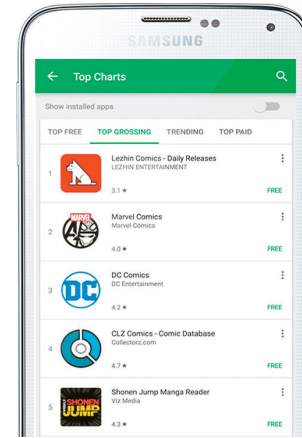 SAMSUNG
Top Charts
Show installed apps
TOP FREE TOP GROSSING TRENDING TOP PAID
1
Lezhin Comics - Daily Releases
LEZHIN ENTERTAINMENT
3.1 ★
FREE
2
MARVEL
Marvel Comics
Marvel Comics
4.0 ★
FREE
3
DC
DC Comics
DC Entertainment
4.2 ★
FREE
4
CLZ Comics - Comic Database
Collectorz.com
4.7 ★
FREE
5
SHONEN
JUMP
Shonen Jump Manga Reader
Viz Media
4.3 ★
FREE